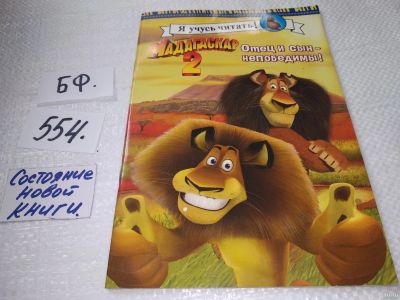 Я учусь читать!
Мадагаскар
2
Отец и сын -
непобедимы!
БФ.
554.
Состояние
новой
книги.